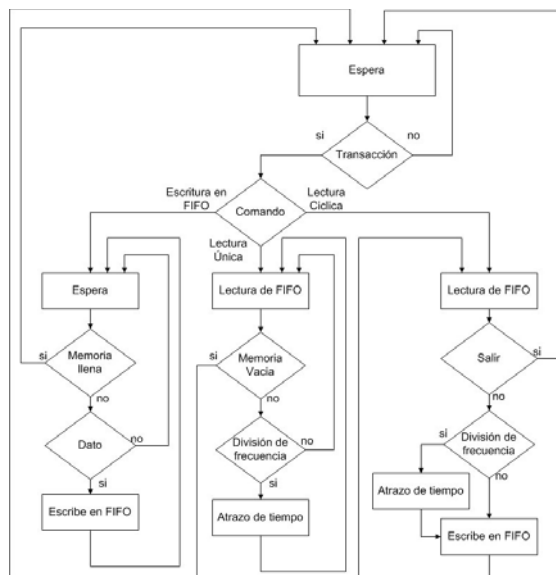 Espera
si
no
Transacción
Escritura en
FIFO
Lectura
Cíclica
Comando
Lectura
Única
Espera
Lectura de FIFO
Lectura de FIFO
si
Memoria
llena
si
Memoria
Vacía
Salir
si
no
no
no
Dato
no
División de
frecuencia
no
si
División de
frecuencia
si
si
no
Atrazo de tiempo
Escribe en FIFO
Atrazo de tiempo
Escribe en FIFO